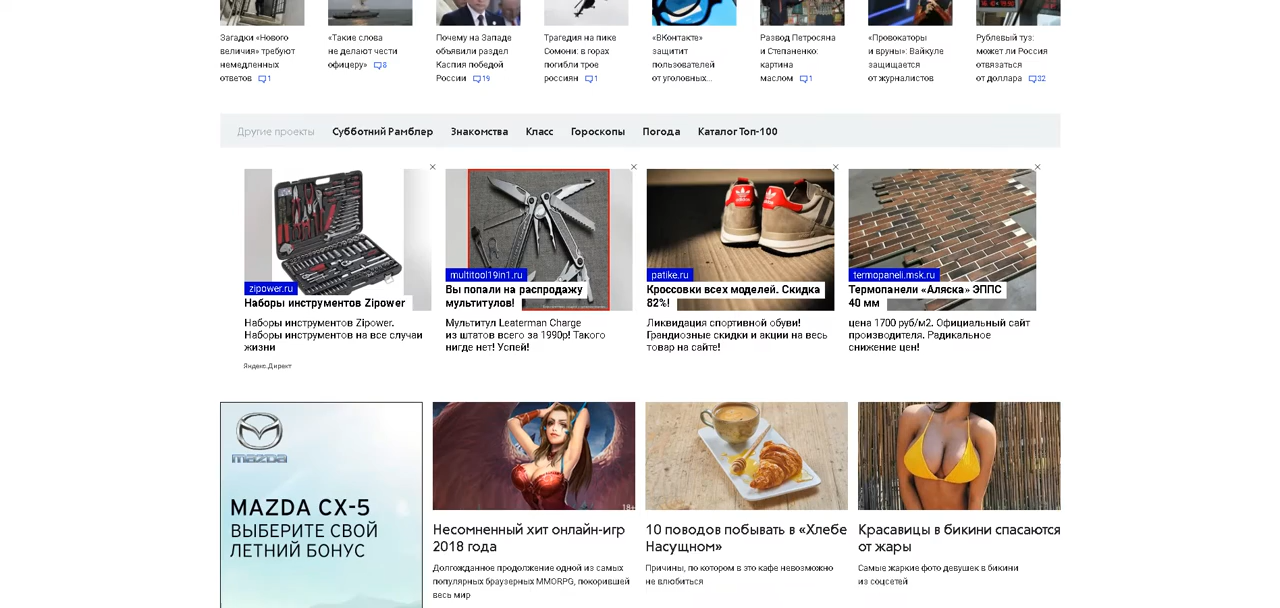 Загадки «Нового
величия» требуют
немедленных
ответов 1
«Такие слова
не делают чести
офицеру» 8
Почему на Западе
объявили раздел
Каспия победой
России 19
Трагедия на пике
Сомони: в горах
погибли трое
россиян 1
«ВКонтакте»
защитит
пользователей
от уголовных...
Развод Петросяна
и Степаненко:
картина
маслом 1
«Провокаторы
и вруны»: Вайкуле
защищается
от журналистов
Рублевый туз:
может ли Россия
отвязаться
от доллара 32
Другие проекты Субботний Рамблер Знакомства Класс Гороскопы Погода Каталог Топ-100
zipower.ru
Наборы инструментов Zipower
Наборы инструментов Zipower.
Наборы инструментов на все случаи
жизни
multitool19in1.ru
Вы попали на распродажу
мультитулов!
Мультитул Leaterman Charge
из штатов всего за 1990р! Такого
нигде нет! Успей!
patike.ru
Кроссовки всех моделей. Скидка
82%!
Ликвидация спортивной обуви!
Грандиозные скидки и акции на весь
товар на сайте!
termopaneli.msk.ru
Термопанели «Аляска» ЭППС
40 мм
цена 1700 руб/м2. Официальный сайт
производителя. Радикальное
снижение цен!
Яндекс.Директ
mazda
MAZDA CX-5
ВЫБЕРИТЕ СВОЙ
ЛЕТНИЙ БОНУС
18+
Несомненный хит онлайн-игр
2018 года
Долгожданное продолжение одной из самых
популярных браузерных MMORPG, покорившей
весь мир
10 поводов побывать в «Хлебе
Насущном»
Причины, по котором в это кафе невозможно
не влюбиться
Красавицы в бикини спасаются
от жары
Самые жаркие фото девушек в бикини
из соцсетей